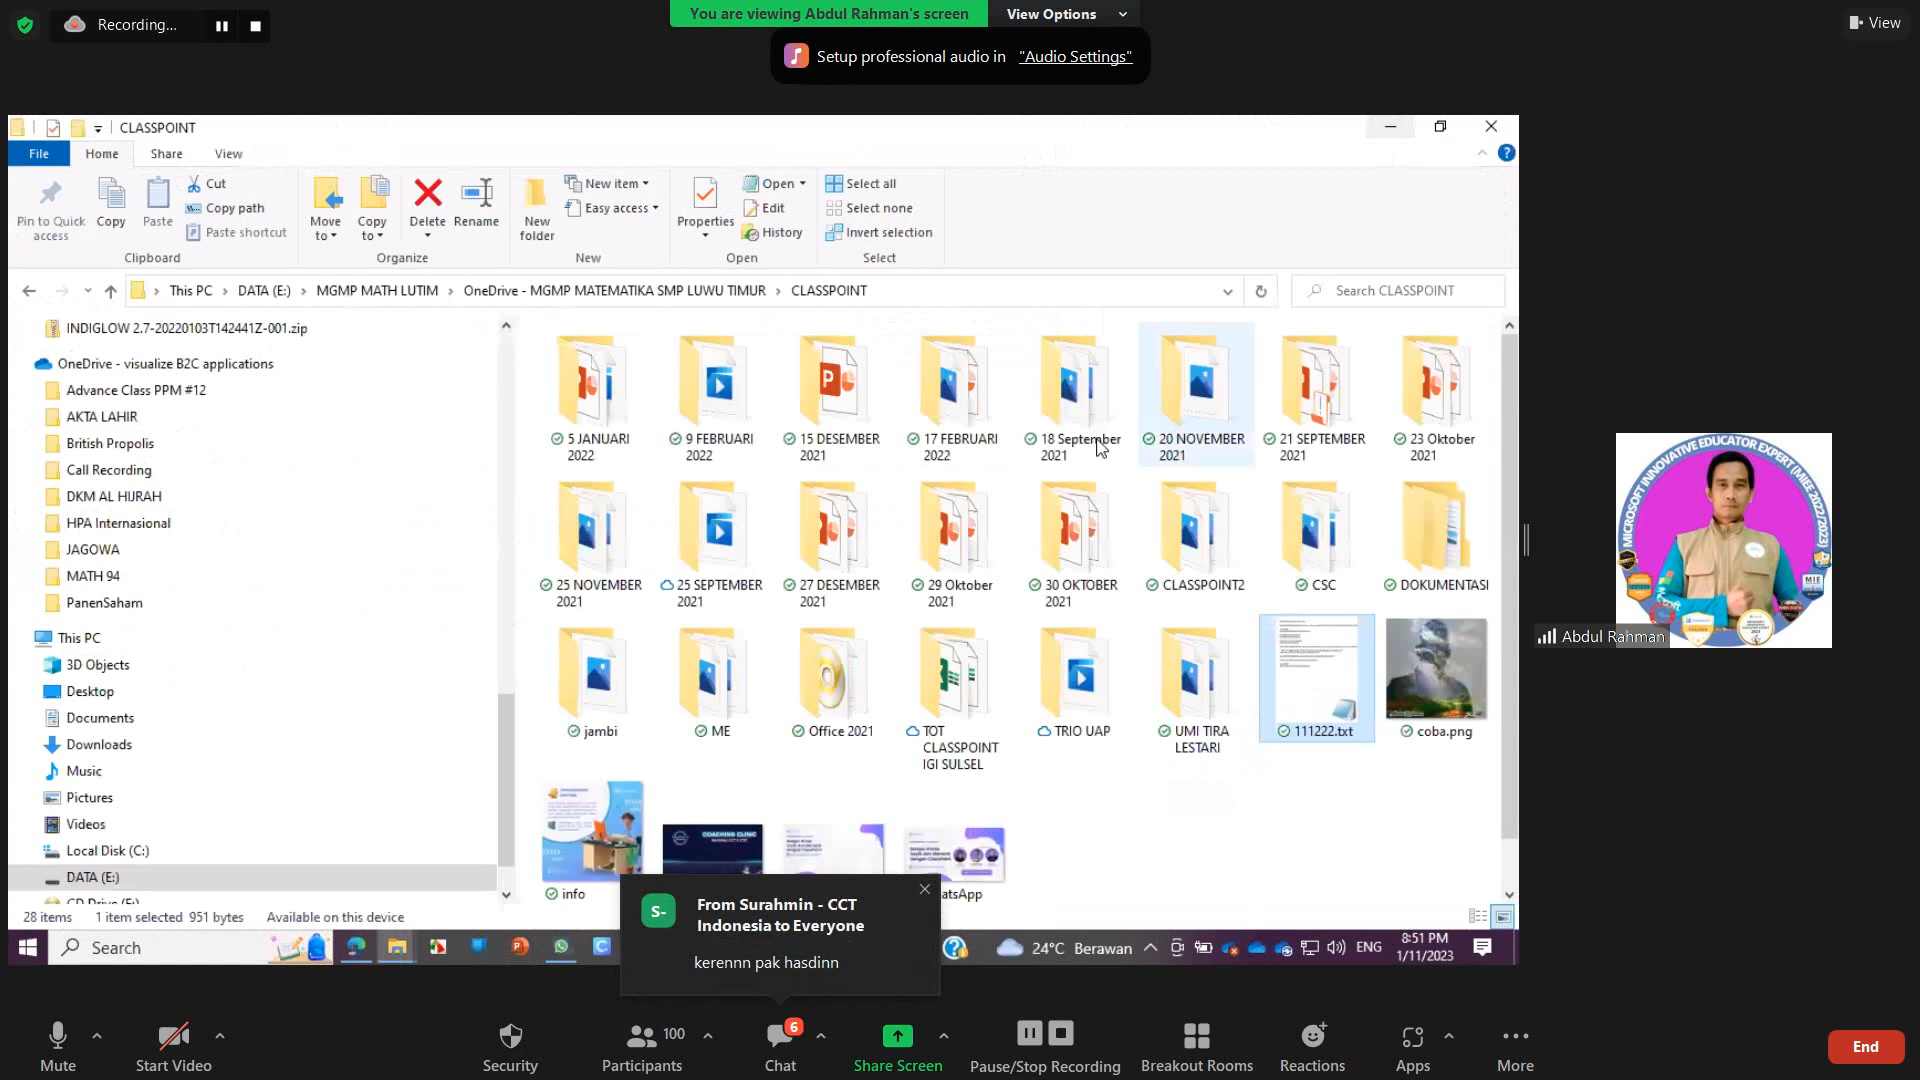 Recording...
You are viewing Abdul Rahman's screen
View Options
View
Setup professional audio in "Audio Settings"
CLASSPOINT
File
Home
Share
View
Pin to Quick access
Copy
Paste
Cut
Copy path
Paste shortcut
Clipboard
Move to
Copy to
Delete
Rename
Organize
New folder
New item
Easy access
New
Properties
Open
Edit
History
Open
Select all
Select none
Invert selection
Select
This PC > DATA (E:) > MGMP MATH LUTIM > OneDrive - MGMP MATEMATIKA SMP LUWU TIMUR > CLASSPOINT
Search CLASSPOINT
INDIGLOW 2.7-20220103T142441Z-001.zip
OneDrive - visualize B2C applications
Advance Class PPM #12
AKTA LAHIR
British Propolis
Call Recording
DKM AL HIJRAH
HPA Internasional
JAGOWA
MATH 94
PanenSaham
This PC
3D Objects
Desktop
Documents
Downloads
Music
Pictures
Videos
Local Disk (C:)
DATA (E:)
5 JANUARI 2022
9 FEBRUARI 2022
15 DESEMBER 2021
17 FEBRUARI 2022
18 September 2021
20 NOVEMBER 2021
21 SEPTEMBER 2021
23 Oktober 2021
25 NOVEMBER 2021
25 SEPTEMBER 2021
27 DESEMBER 2021
29 Oktober 2021
30 OKTOBER 2021
CLASSPOINT2
CSC
DOKUMENTASI
jambi
ME
Office 2021
TOT CLASSPOINT IGI SULSEL
TRIO UAP
UMI TIRA LESTARI
111222.txt
coba.png
COACHING CLINIC
info
atsApp
28 items
1 item selected 951 bytes
Available on this device
S-
From Surahmin - CCT
Indonesia to Everyone
kerennn pak hasdinn
Search
24°C Berawan
ENG
8:51 PM
1/11/2023
MICROSOFT INNOVATIVE EDUCATOR EXPERT (MIEE 2022/2023)
Abdul Rahman
Mute
Start Video
Security
Participants
100
Chat
6
Share Screen
Pause/Stop Recording
Breakout Rooms
Reactions
Apps
More
End